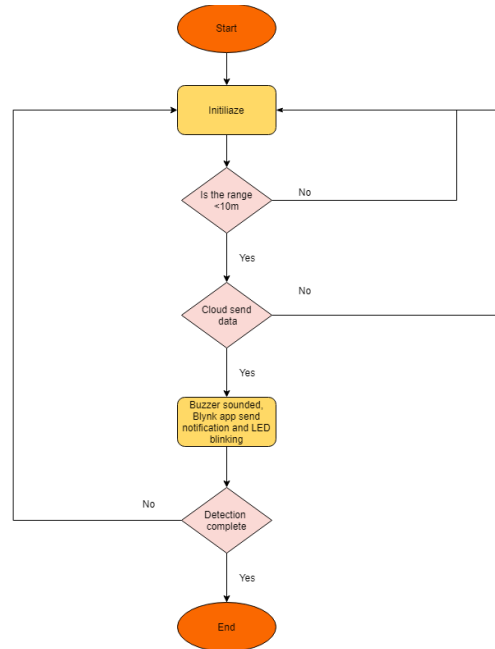 Start
Initiliaze
Is the range
<10m
No
Yes
Cloud send
data
No
Yes
Buzzer sounded,
Blynk app send
notification and LED
blinking
No
Detection
complete
Yes
End